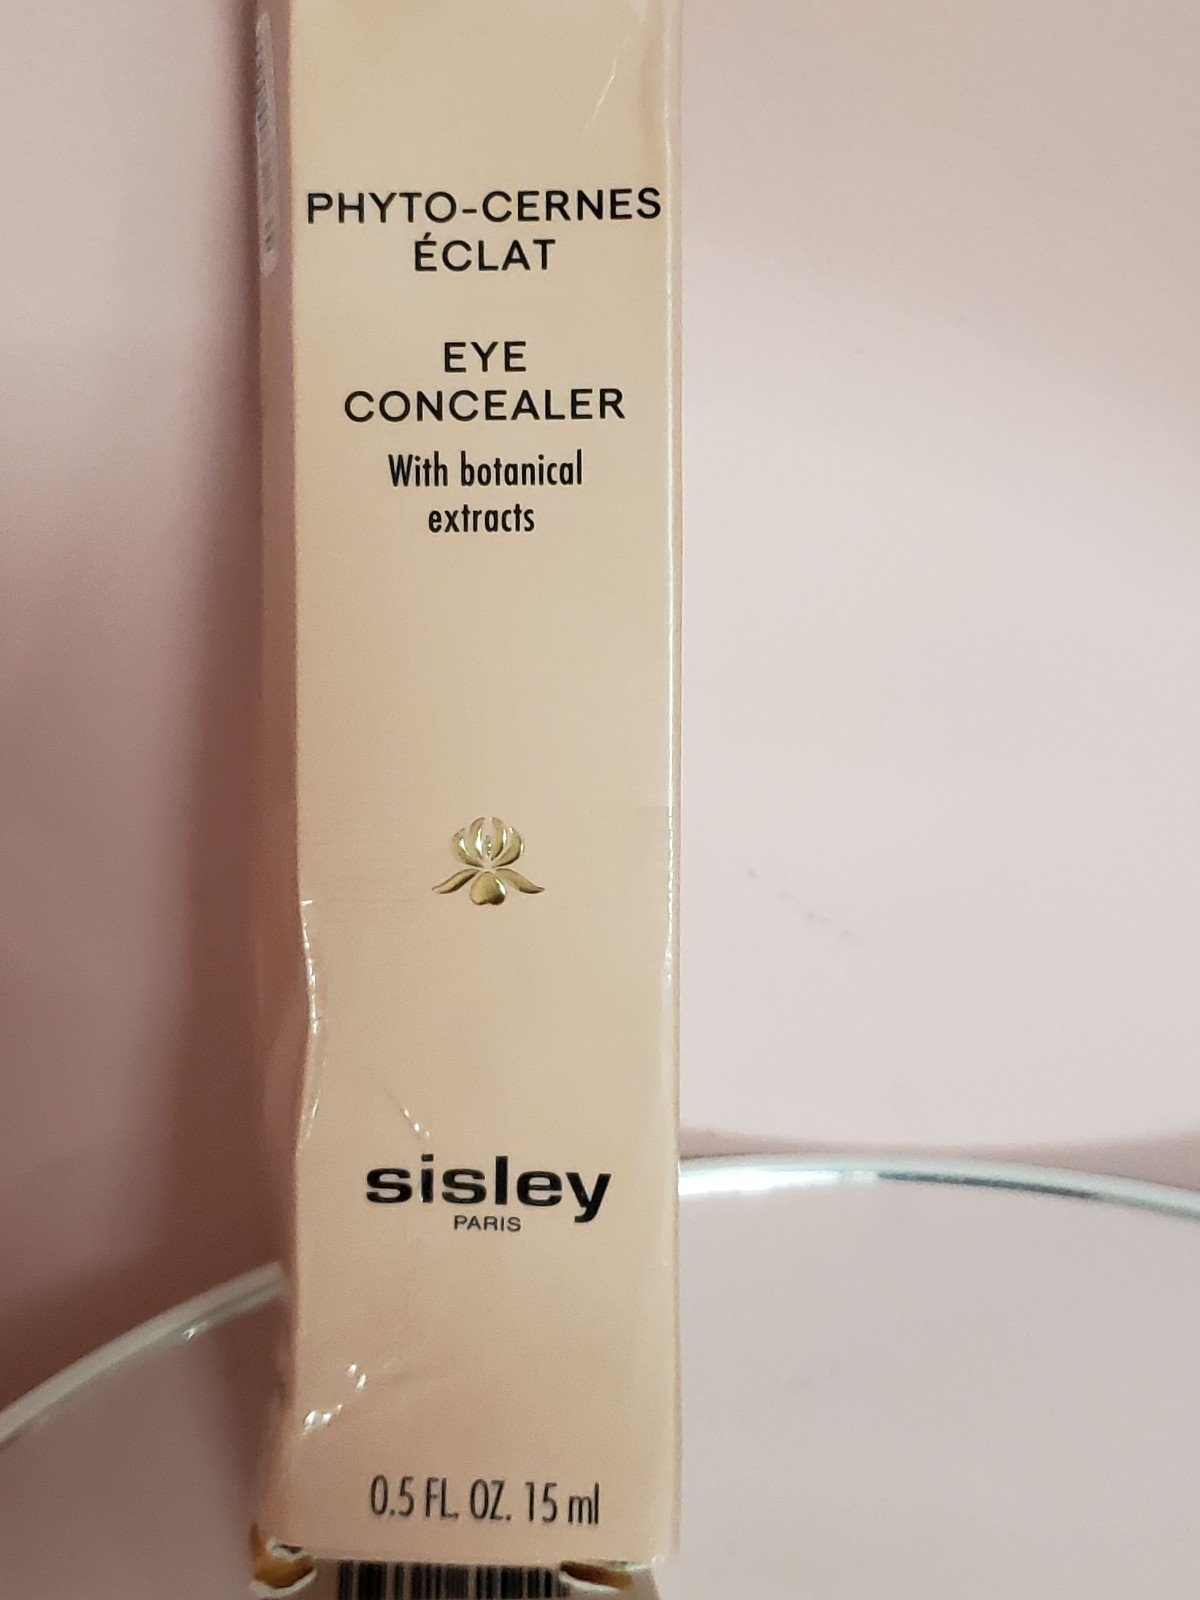 PHYTO-CERNES
ÉCLAT
EYE
CONCEALER
With botanical
extracts
sisley
PARIS
0.5 FL. OZ. 15 ml